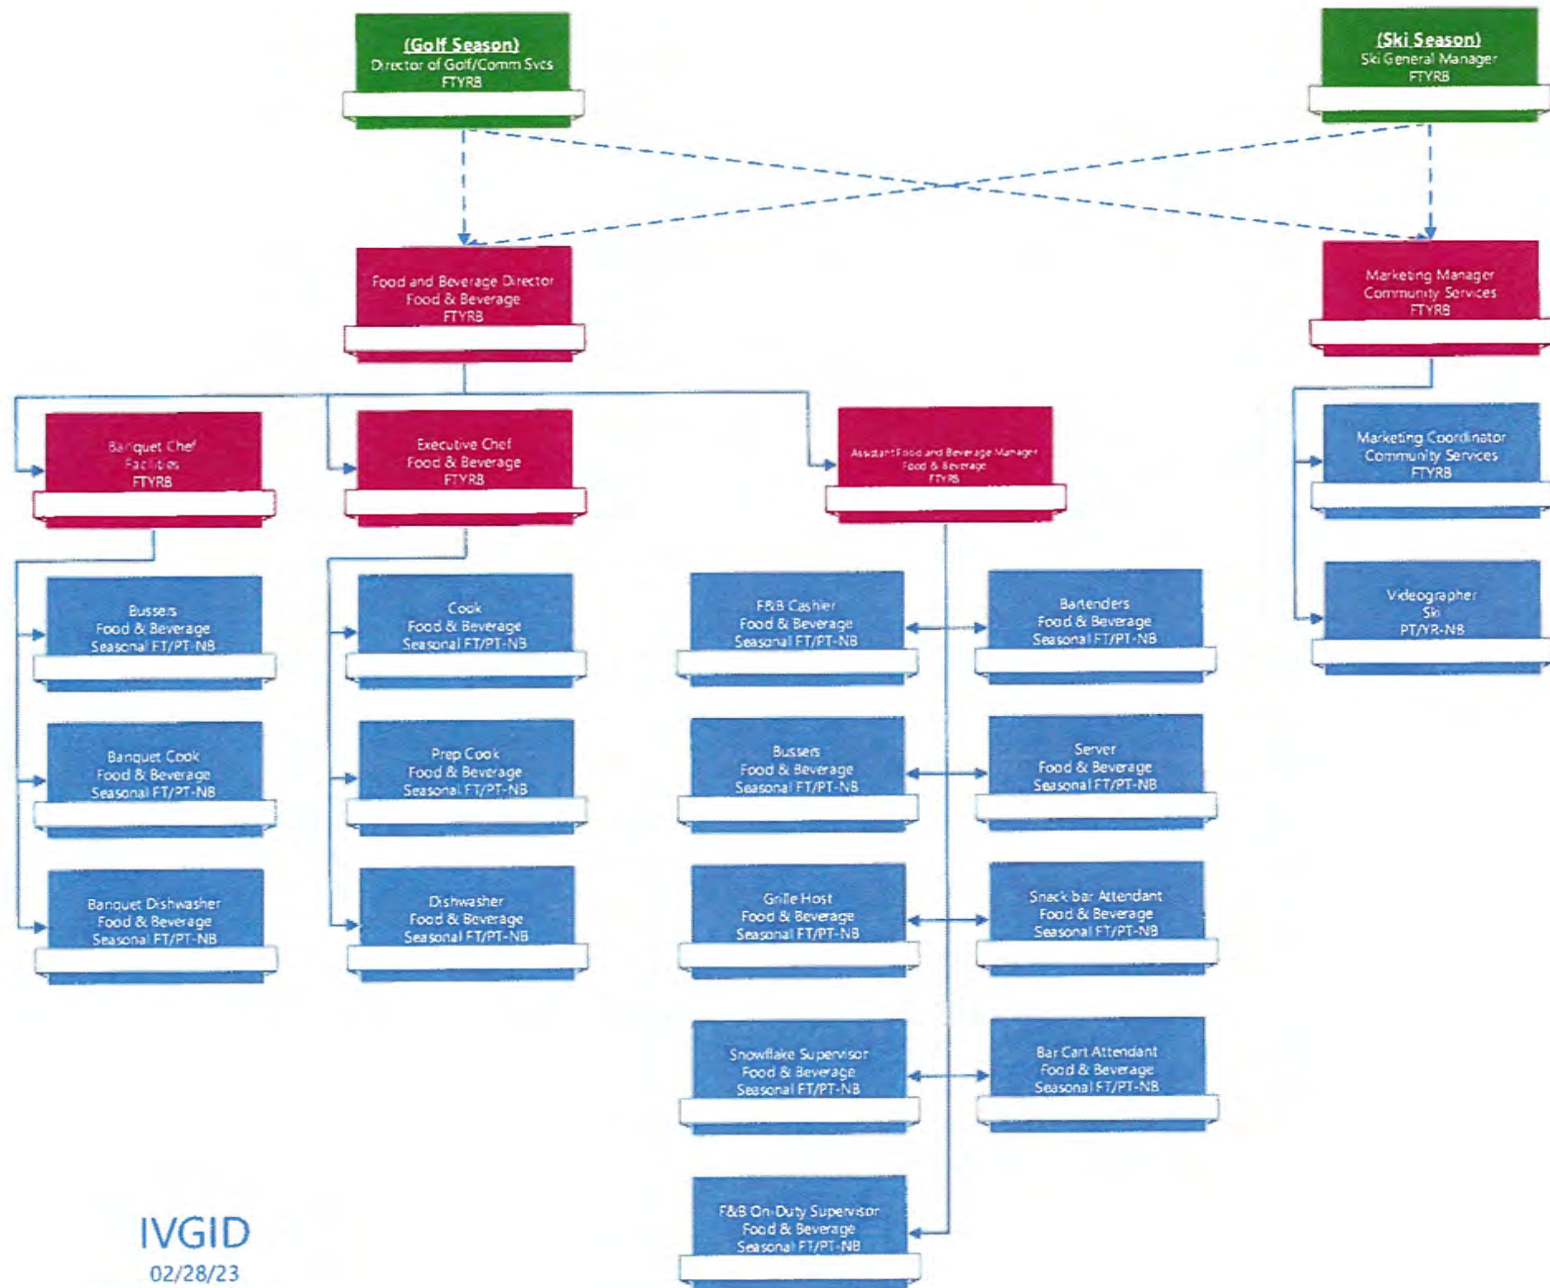 (Golf Season)
Director of Golf/Comm Svcs
FTYRB
(Ski Season)
Ski General Manager
FTYRB
Food and Beverage Director
Food & Beverage
FTYRB
Marketing Manager
Community Services
FTYRB
Banquet Chef
Facilities
FTYRB
Executive Chef
Food & Beverage
FTYRB
Assistant Food and Beverage Manager
Food & Beverage
FTYRB
Marketing Coordinator
Community Services
FTYRB
Bussers
Food & Beverage
Seasonal FT/PT-NB
Cook
Food & Beverage
Seasonal FT/PT-NB
F&B Cashier
Food & Beverage
Seasonal FT/PT-NB
Bartenders
Food & Beverage
Seasonal FT/PT-NB
Videographer
Ski
PT/YR-NB
Banquet Cook
Food & Beverage
Seasonal FT/PT-NB
Prep Cook
Food & Beverage
Seasonal FT/PT-NB
Bussers
Food & Beverage
Seasonal FT/PT-NB
Server
Food & Beverage
Seasonal FT/PT-NB
Banquet Dishwasher
Food & Beverage
Seasonal FT/PT-NB
Dishwasher
Food & Beverage
Seasonal FT/PT-NB
Grille Host
Food & Beverage
Seasonal FT/PT-NB
Snack bar Attendant
Food & Beverage
Seasonal FT/PT-NB
Snowflake Supervisor
Food & Beverage
Seasonal FT/PT-NB
Bar Cart Attendant
Food & Beverage
Seasonal FT/PT-NB
F&B On-Duty Supervisor
Food & Beverage
Seasonal FT/PT-NB
IVGID
02/28/23